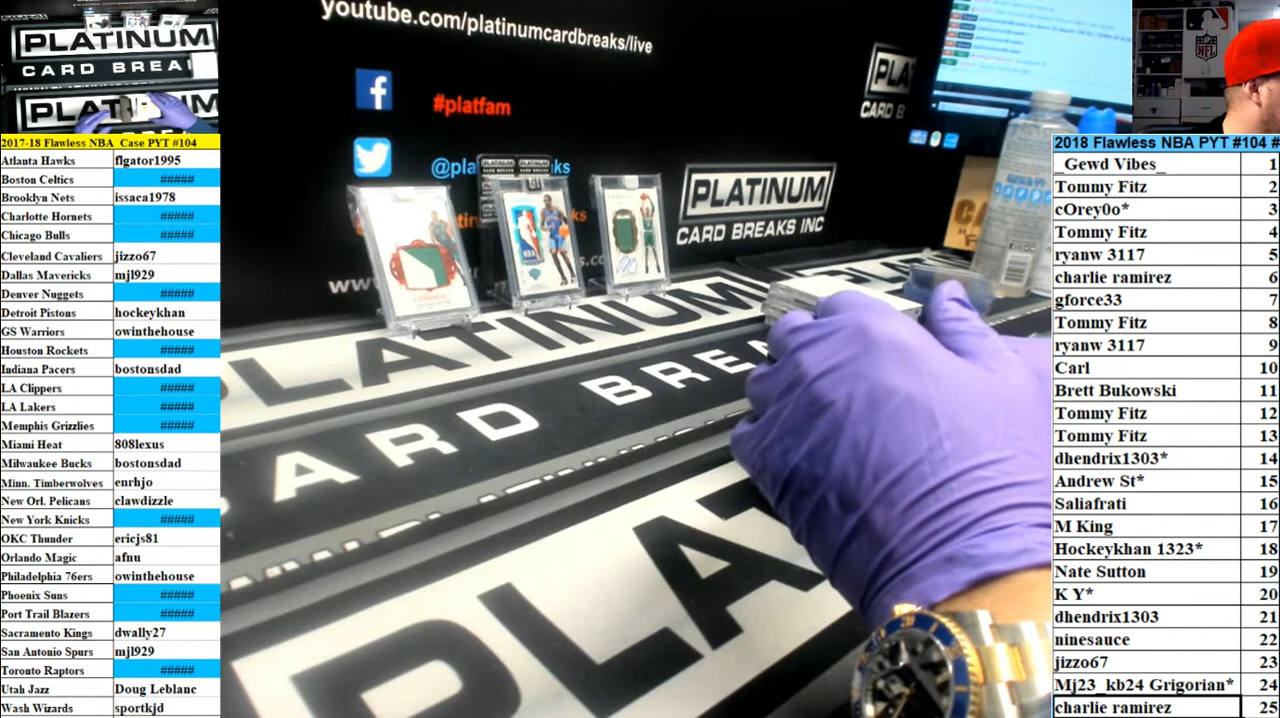 PLATINUM
CARD BREA
youtube.com/platinumcardbreaks/live
#platfam
PLATINUM
CARD BREAKS INC
PLATINUM
CARD BREA
PLA
2017-18 Flawless NBA Case PYT #104
Atlanta Hawks flgator1995
Boston Celtics #####
Brooklyn Nets issaca1978
Charlotte Hornets #####
Chicago Bulls #####
Cleveland Cavaliers jizzo67
Dallas Mavericks mjl929
Denver Nuggets #####
Detroit Pistons hockeykhan
GS Warriors owinthehouse
Houston Rockets #####
Indiana Pacers bostonsdad
LA Clippers #####
LA Lakers #####
Memphis Grizzlies #####
Miami Heat 808lexus
Milwaukee Bucks bostonsdad
Minn. Timberwolves enrhjo
New Orl. Pelicans clawdizzle
New York Knicks #####
OKC Thunder ericjs81
Orlando Magic afnu
Philadelphia 76ers owinthehouse
Phoenix Suns #####
Port Trail Blazers #####
Sacramento Kings dwally27
San Antonio Spurs mjl929
Toronto Raptors #####
Utah Jazz Doug Leblanc
Wash Wizards sportkjd
NFL
2018 Flawless NBA PYT #104 #
_Gewd Vibes_ 1
Tommy Fitz 2
cOrey0o* 3
Tommy Fitz 4
ryanw 3117 5
charlie ramirez 6
gforce33 7
Tommy Fitz 8
ryanw 3117 9
Carl 10
Brett Bukowski 11
Tommy Fitz 12
Tommy Fitz 13
dhendrix1303* 14
Andrew St* 15
Saliafrati 16
M King 17
Hockeykhan 1323* 18
Nate Sutton 19
K Y* 20
dhendrix1303 21
ninesauce 22
jizzo67 23
Mj23_kb24 Grigorian* 24
charlie ramirez 25